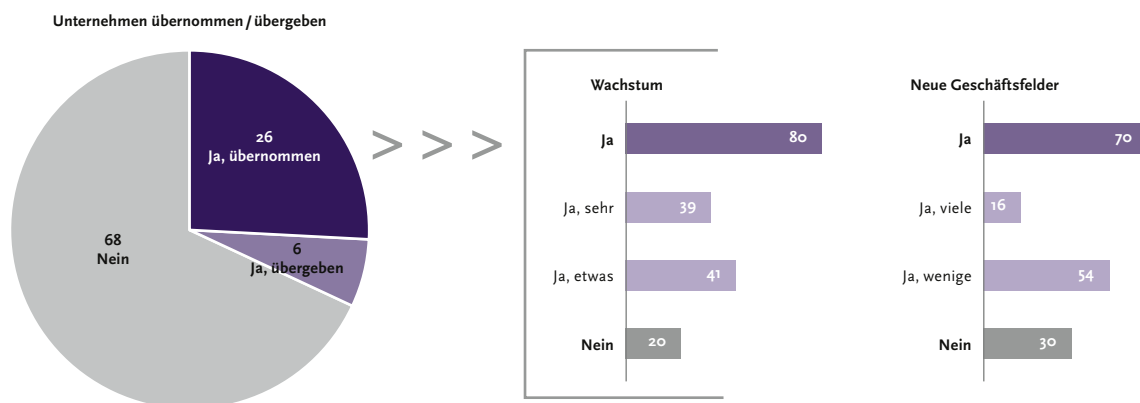 Unternehmen übernommen / übergeben
26
Ja, übernommen
6
Ja, übergeben
68
Nein
> > >
Wachstum
Ja 80
Ja, sehr 39
Ja, etwas 41
Nein 20
Neue Geschäftsfelder
Ja 70
Ja, viele 16
Ja, wenige 54
Nein 30